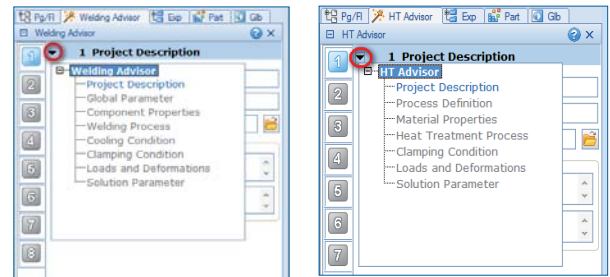 Pg/Fl Welding Advisor Exp Part Glb
Welding Advisor
1 1 Project Description
Welding Advisor
2 Project Description
Global Parameter
3 Component Properties
Welding Process
4 Cooling Condition
Clamping Condition
5 Loads and Deformations
Solution Parameter
6
7
8
Pg/Fl HT Advisor Exp Part Glb
HT Advisor
1 1 Project Description
HT Advisor
2 Project Description
Process Definition
3 Material Properties
Heat Treatment Process
4 Clamping Condition
Loads and Deformations
5 Solution Parameter
6
7